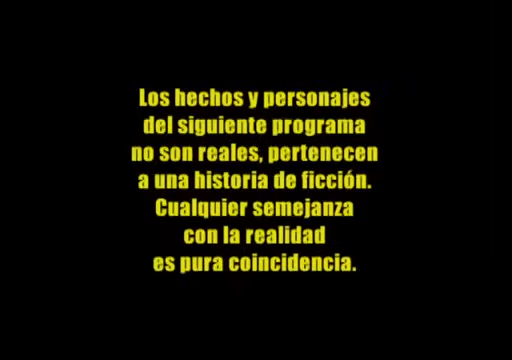 Los hechos y personajes
del siguiente programa
no son reales, pertenecen
a una historia de ficción.
Cualquier semejanza
con la realidad
es pura coincidencia.